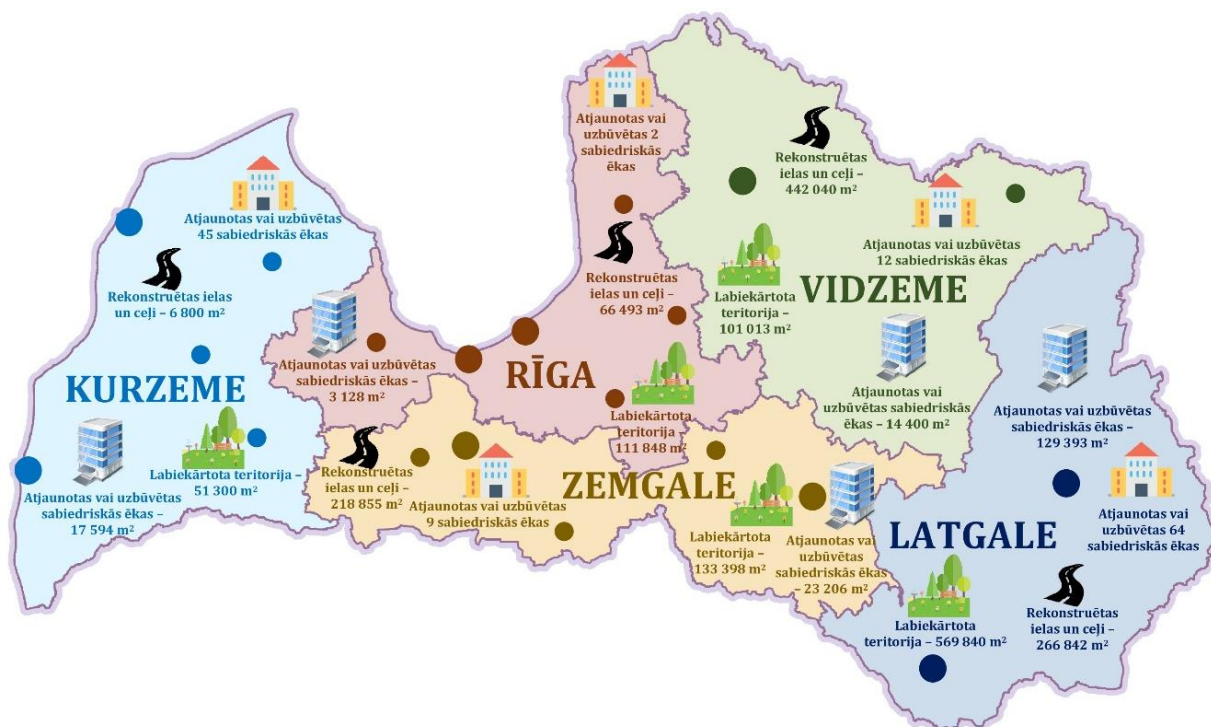 Atjaunotas vai
uzbūvētas 2
sabiedriskās
ēkas
Rekonstruētas
ielas un ceļi –
66 493 m²
Atjaunotas vai uzbūvētas
sabiedriskās ēkas –
3 128 m²
RĪGA
Labiekārtota
teritorija –
111 848 m²
Rekonstruētas
ielas un ceļi –
442 040 m²
Atjaunotas vai uzbūvētas
12 sabiedriskās ēkas
Labiekārtota
teritorija –
101 013 m²
VIDZEME
Atjaunotas vai
uzbūvētas sabiedriskās
ēkas – 14 400 m²
Atjaunotas vai uzbūvētas
45 sabiedriskās ēkas
Rekonstruētas ielas
un ceļi – 6 800 m²
KURZEME
Labiekārtota teritorija –
51 300 m²
Atjaunotas vai uzbūvētas
sabiedriskās ēkas –
17 594 m²
Rekonstruētas
ielas un ceļi –
218 855 m²
Atjaunotas vai uzbūvētas
9 sabiedriskās ēkas
ZEMGALE
Labiekārtota
teritorija –
133 398 m²
Atjaunotas vai
uzbūvētas
sabiedriskās ēkas
– 23 206 m²
Atjaunotas vai uzbūvētas
sabiedriskās ēkas –
129 393 m²
Atjaunotas vai
uzbūvētas 64
sabiedriskās ēkas
LATGALE
Labiekārtota
teritorija – 569 840 m²
Rekonstruētas
ielas un ceļi –
266 842 m²